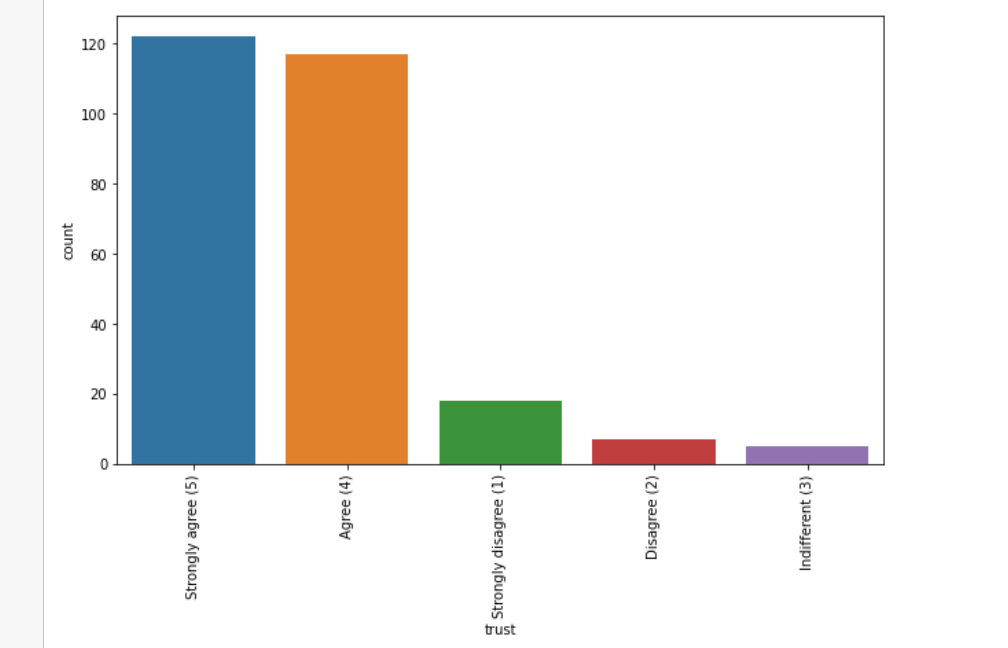 120
100
80
60
40
20
0
count
Strongly agree (5)
Agree (4)
Strongly disagree (1)
Disagree (2)
Indifferent (3)
trust